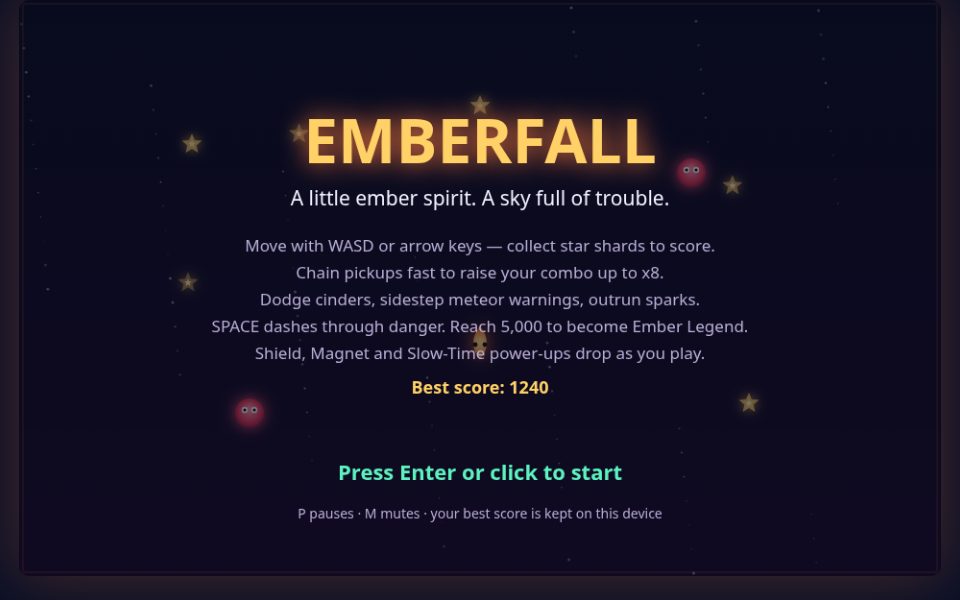 EMBERFALL
A little ember spirit. A sky full of trouble.
Move with WASD or arrow keys — collect star shards to score.
Chain pickups fast to raise your combo up to x8.
Dodge cinders, sidestep meteor warnings, outrun sparks.
SPACE dashes through danger. Reach 5,000 to become Ember Legend.
Shield, Magnet and Slow-Time power-ups drop as you play.
Best score: 1240
Press Enter or click to start
P pauses · M mutes · your best score is kept on this device